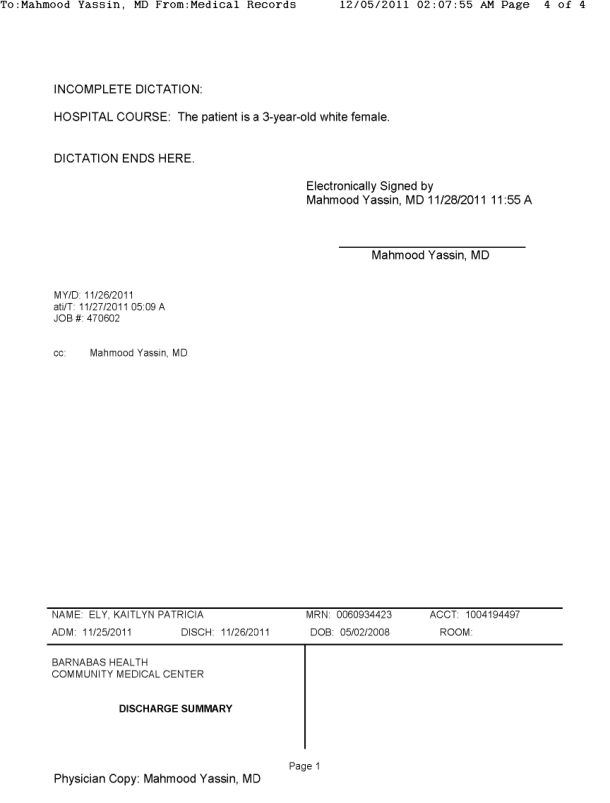 To:Mahmood Yassin, MD From:Medical Records 12/05/2011 02:07:55 AM Page 4 of 4
INCOMPLETE DICTATION:
HOSPITAL COURSE: The patient is a 3-year-old white female.
DICTATION ENDS HERE.
Electronically Signed by
Mahmood Yassin, MD 11/28/2011 11:55 A
Mahmood Yassin, MD
MY/D: 11/26/2011
ati/T: 11/27/2011 05:09 A
JOB #: 470602
cc: Mahmood Yassin, MD
NAME: ELY, KAITLYN PATRICIA MRN: 0060934423 ACCT: 1004194497
ADM: 11/25/2011 DISCH: 11/26/2011 DOB: 05/02/2008 ROOM:
BARNABAS HEALTH
COMMUNITY MEDICAL CENTER
DISCHARGE SUMMARY
Page 1
Physician Copy: Mahmood Yassin, MD